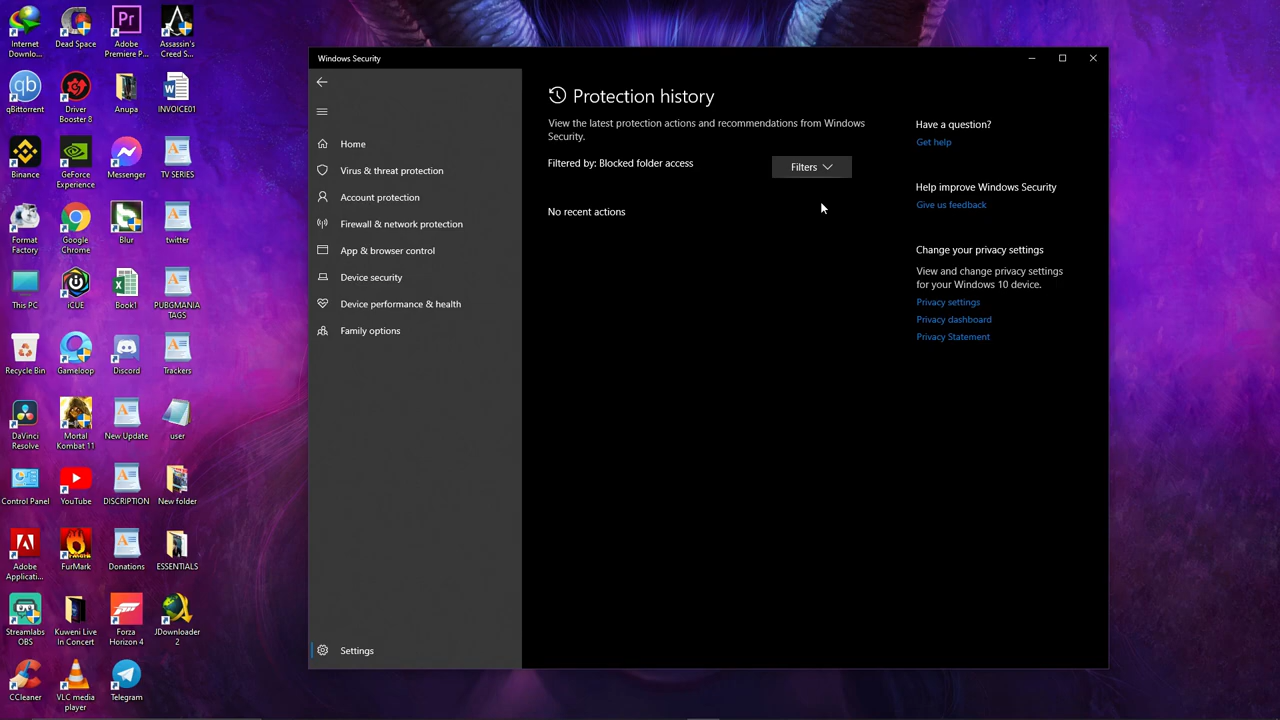 Internet
Downlo...
Dead Space
Adobe
Premiere P...
Assassin's
Creed S...
qBittorrent
Driver
Booster 8
Anupa
INVOICE01
Binance
GeForce
Experience
Messenger
TV SERIES
Format
Factory
Google
Chrome
Blur
twitter
This PC
iCUE
Book1
PUBGMANIA
TAGS
Recycle Bin
Gameloop
Discord
Trackers
DaVinci
Resolve
Mortal
Kombat 11
New Update
user
Control Panel
YouTube
DISCRIPTION
New folder
Adobe
Applicati...
FurMark
Donations
ESSENTIALS
Streamlabs
OBS
Kuweni Live
In Concert
Forza
Horizon 4
JDownloader
2
CCleaner
VLC media
player
Telegram
Windows Security
Home
Virus & threat protection
Account protection
Firewall & network protection
App & browser control
Device security
Device performance & health
Family options
Settings
Protection history
View the latest protection actions and recommendations from Windows
Security.
Filtered by: Blocked folder access
Filters
No recent actions
Have a question?
Get help
Help improve Windows Security
Give us feedback
Change your privacy settings
View and change privacy settings
for your Windows 10 device.
Privacy settings
Privacy dashboard
Privacy Statement